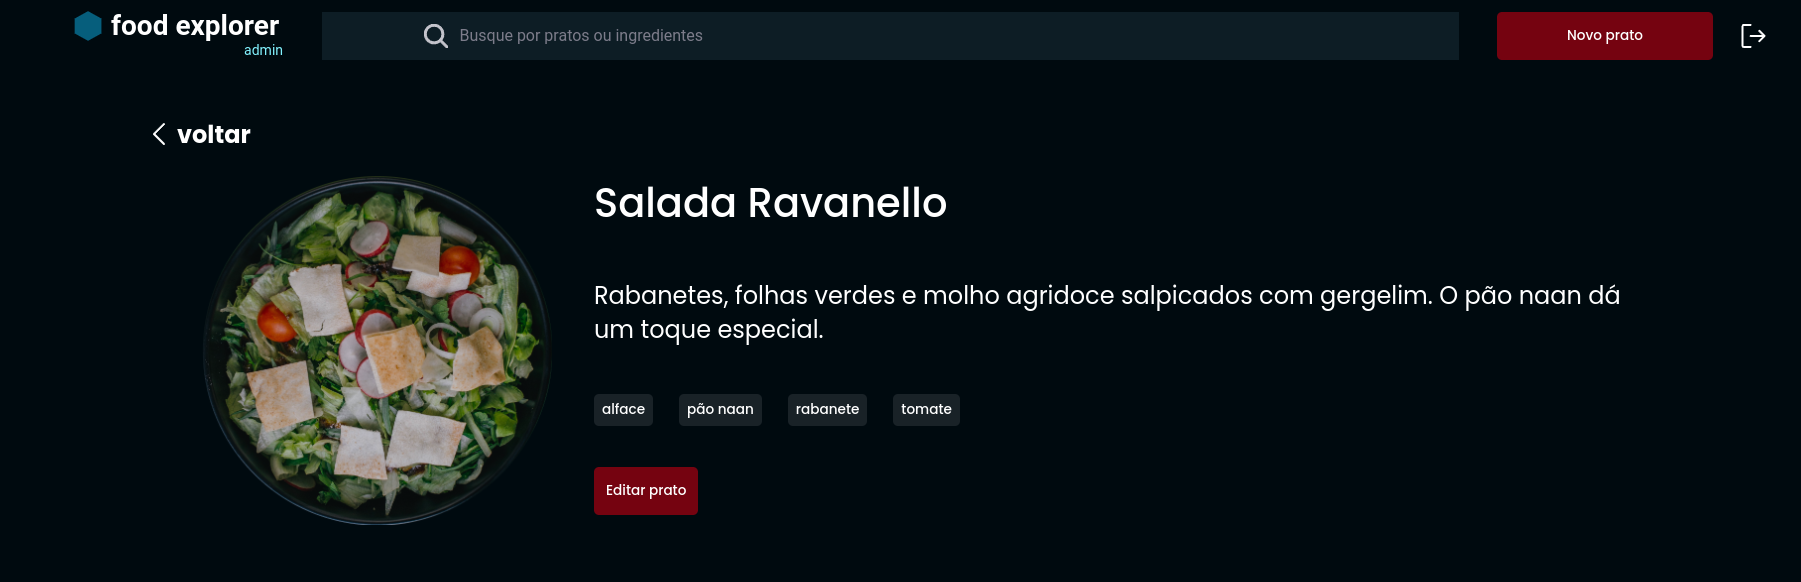 food explorer
admin
Busque por pratos ou ingredientes
Novo prato
voltar
Salada Ravanello
Rabanetes, folhas verdes e molho agridoce salpicados com gergelim. O pão naan dá
um toque especial.
alface
pão naan
rabanete
tomate
Editar prato